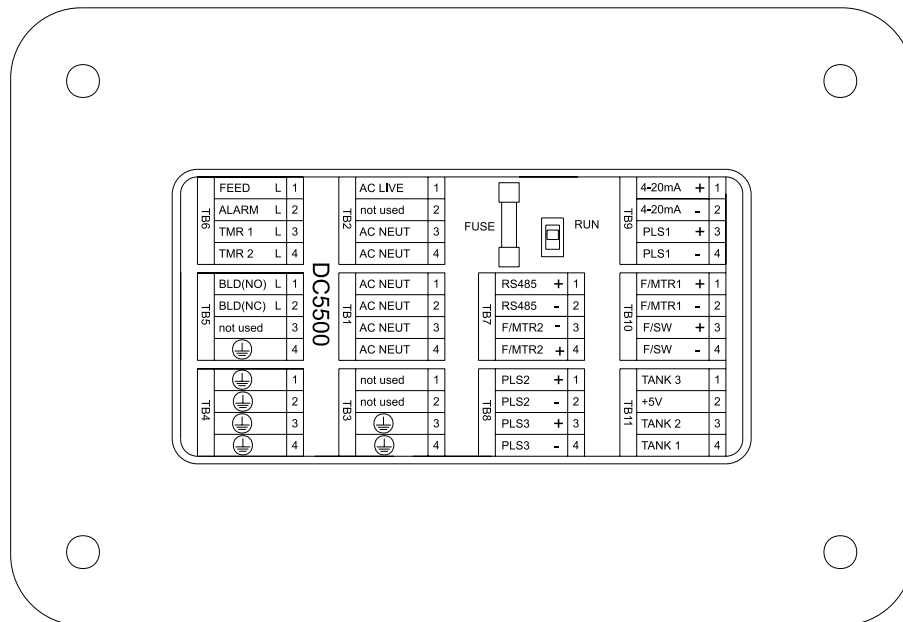 TB6
FEED L 1
ALARM L 2
TMR 1 L 3
TMR 2 L 4
TB2
AC LIVE 1
not used 2
AC NEUT 3
AC NEUT 4
FUSE
RUN
TB9
4-20mA + 1
4-20mA - 2
PLS1 + 3
PLS1 - 4
TB5
BLD(NO) L 1
BLD(NC) L 2
not used 3
4
DC5500
TB1
AC NEUT 1
AC NEUT 2
AC NEUT 3
AC NEUT 4
TB7
RS485 + 1
RS485 - 2
F/MTR2 - 3
F/MTR2 + 4
TB10
F/MTR1 + 1
F/MTR1 - 2
F/SW + 3
F/SW - 4
TB4
1
2
3
4
TB3
not used 1
not used 2
3
4
TB8
PLS2 + 1
PLS2 - 2
PLS3 + 3
PLS3 - 4
TB11
TANK 3 1
+5V 2
TANK 2 3
TANK 1 4